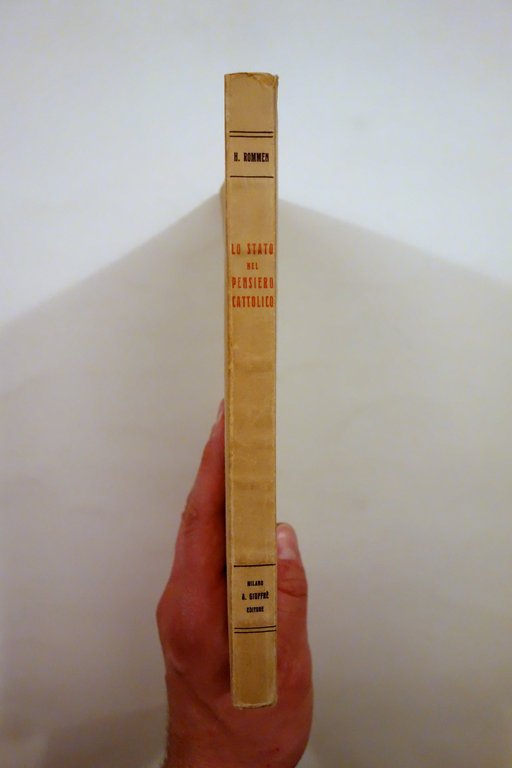 H. ROMMEN
LO STATO
NEL
PENSIERO
CATTOLICO
MILANO
A. GIUFFRÈ
EDITORE